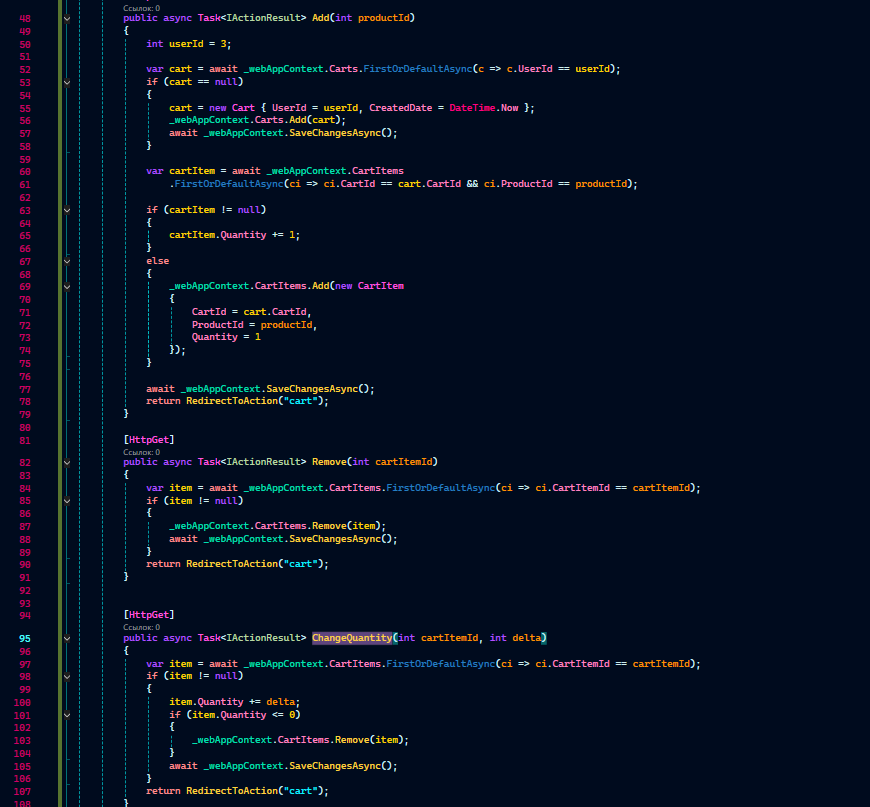 Ссылок: 0
48 public async Task<IActionResult> Add(int productId)
49 {
50 int userId = 3;
51
52 var cart = await _webAppContext.Carts.FirstOrDefaultAsync(c => c.UserId == userId);
53 if (cart == null)
54 {
55 cart = new Cart { UserId = userId, CreatedDate = DateTime.Now };
56 _webAppContext.Carts.Add(cart);
57 await _webAppContext.SaveChangesAsync();
58 }
59
60 var cartItem = await _webAppContext.CartItems
61 .FirstOrDefaultAsync(ci => ci.CartId == cart.CartId && ci.ProductId == productId);
62
63 if (cartItem != null)
64 {
65 cartItem.Quantity += 1;
66 }
67 else
68 {
69 _webAppContext.CartItems.Add(new CartItem
70 {
71 CartId = cart.CartId,
72 ProductId = productId,
73 Quantity = 1
74 });
75 }
76
77 await _webAppContext.SaveChangesAsync();
78 return RedirectToAction("cart");
79 }
80
81 [HttpGet]
Ссылок: 0
82 public async Task<IActionResult> Remove(int cartItemId)
83 {
84 var item = await _webAppContext.CartItems.FirstOrDefaultAsync(ci => ci.CartItemId == cartItemId);
85 if (item != null)
86 {
87 _webAppContext.CartItems.Remove(item);
88 await _webAppContext.SaveChangesAsync();
89 }
90 return RedirectToAction("cart");
91 }
92
93
94 [HttpGet]
Ссылок: 0
95 public async Task<IActionResult> ChangeQuantity(int cartItemId, int delta)
96 {
97 var item = await _webAppContext.CartItems.FirstOrDefaultAsync(ci => ci.CartItemId == cartItemId);
98 if (item != null)
99 {
100 item.Quantity += delta;
101 if (item.Quantity <= 0)
102 {
103 _webAppContext.CartItems.Remove(item);
104 }
105 await _webAppContext.SaveChangesAsync();
106 }
107 return RedirectToAction("cart");
108 }